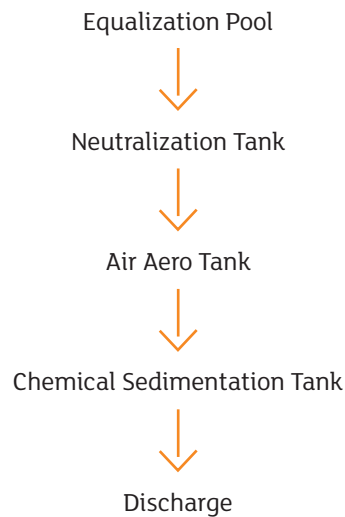 Equalization Pool
Neutralization Tank
Air Aero Tank
Chemical Sedimentation Tank
Discharge